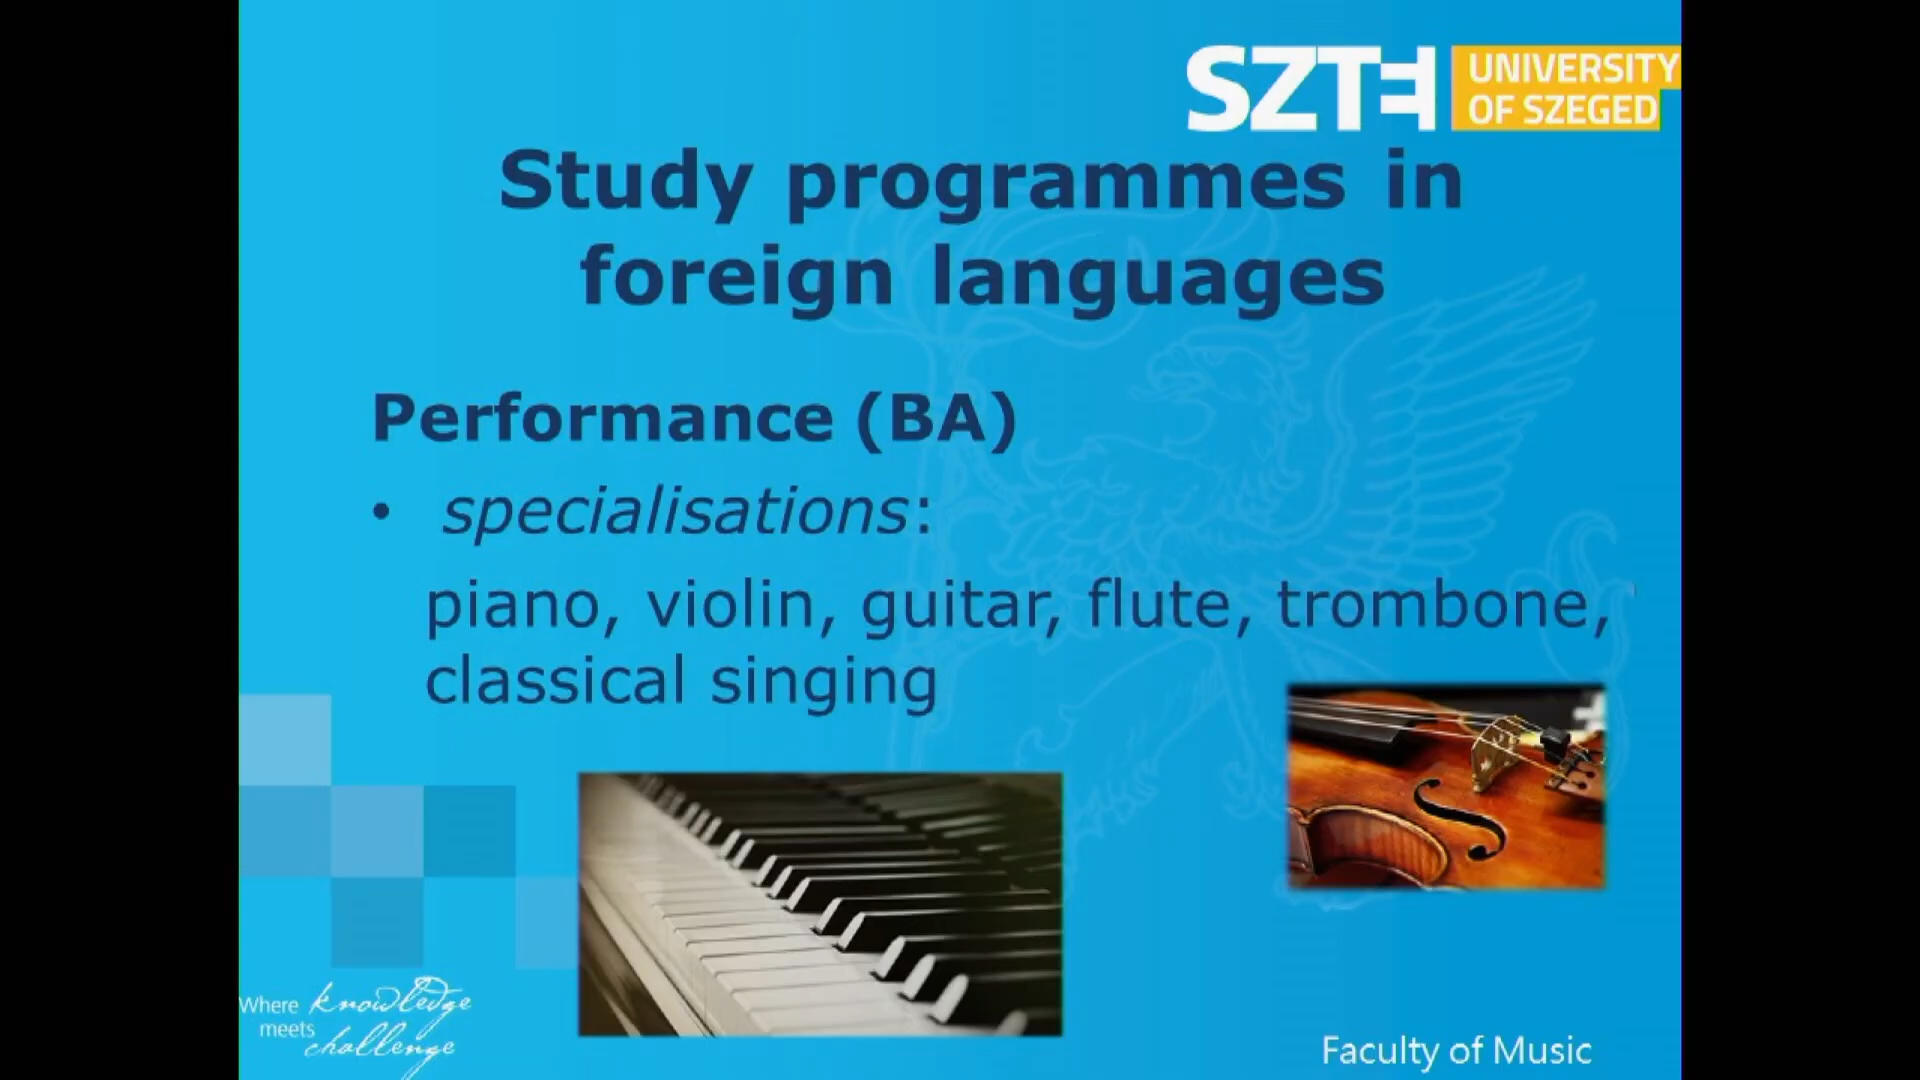 SZTE UNIVERSITY
OF SZEGED
Study programmes in
foreign languages
Performance (BA)
• specialisations:
piano, violin, guitar, flute, trombone,
classical singing
Where knowledge
meets challenge
Faculty of Music